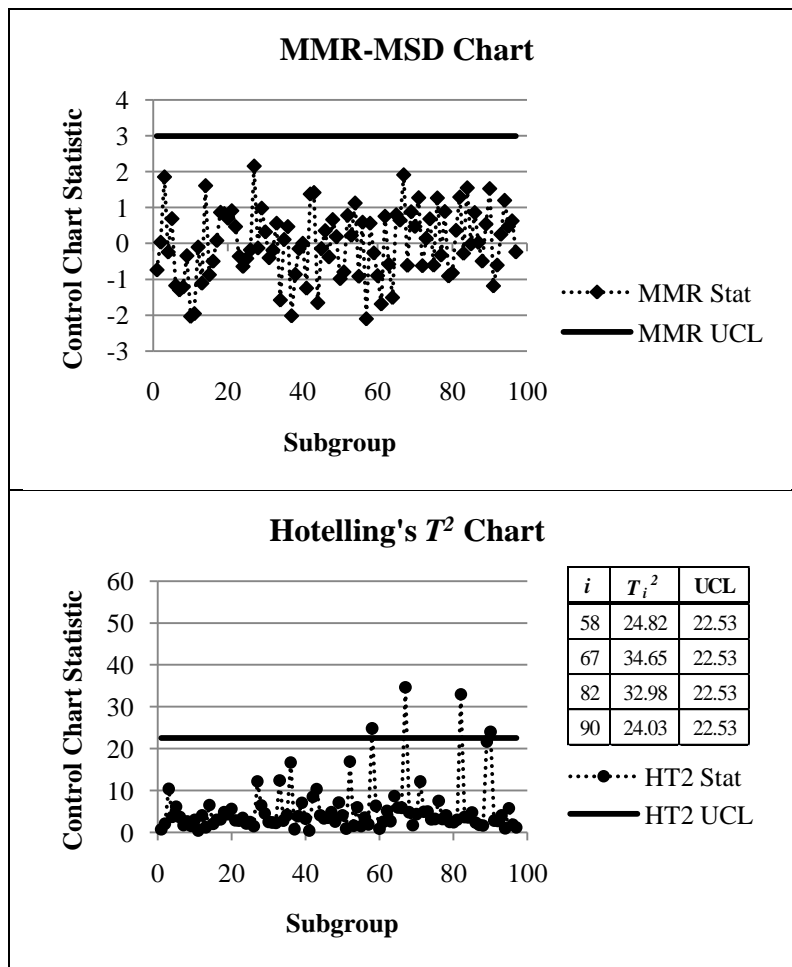 MMR-MSD Chart
Control Chart Statistic
4
3
2
1
0
-1
-2
-3
0 20 40 60 80 100
Subgroup
MMR Stat
MMR UCL
Hotelling's T² Chart
Control Chart Statistic
60
50
40
30
20
10
0
0 20 40 60 80 100
Subgroup
i Tᵢ² UCL
58 24.82 22.53
67 34.65 22.53
82 32.98 22.53
90 24.03 22.53
HT2 Stat
HT2 UCL